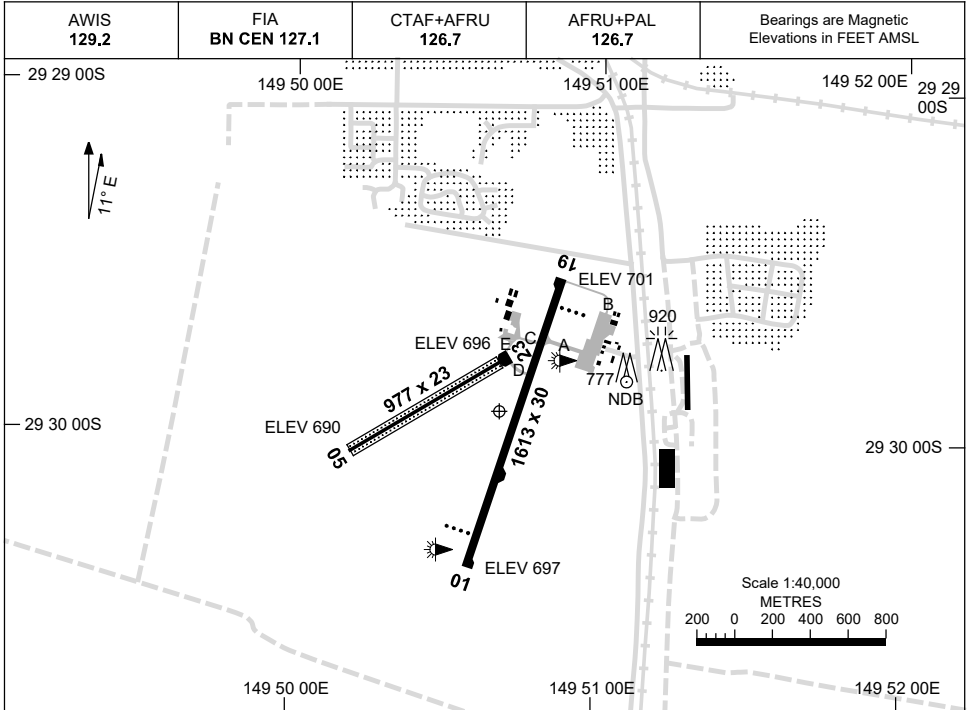 AWIS
129.2
FIA
BN CEN 127.1
CTAF+AFRU
126.7
AFRU+PAL
126.7
Bearings are Magnetic
Elevations in FEET AMSL
29 29 00S
149 50 00E
149 51 00E
149 52 00E
29 29
00S
11° E
19
ELEV 701
B
920
ELEV 696
E
23
C
A
2
D
777
NDB
977 x 23
1613 x 30
ELEV 690
05
29 30 00S
29 30 00S
ELEV 697
01
Scale 1:40,000
METRES
200 0 200 400 600 800
149 50 00E
149 51 00E
149 52 00E